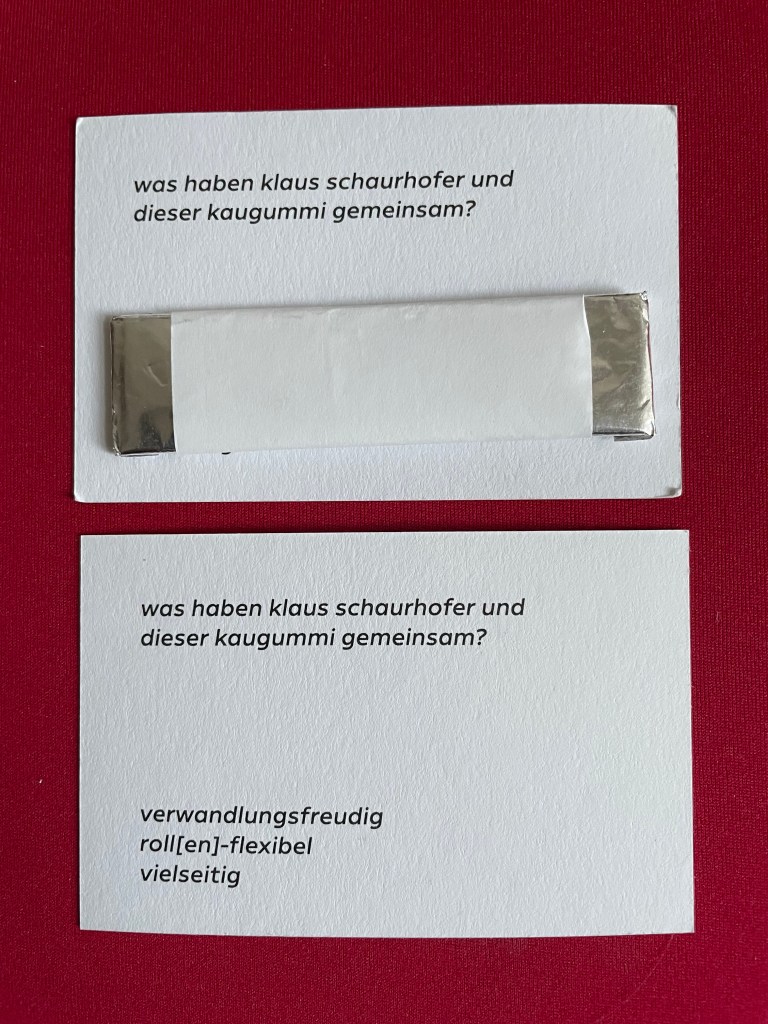 was haben klaus schaurhofer und
dieser kaugummi gemeinsam?
was haben klaus schaurhofer und
dieser kaugummi gemeinsam?
verwandlungsfreudig
roll[en]-flexibel
vielseitig